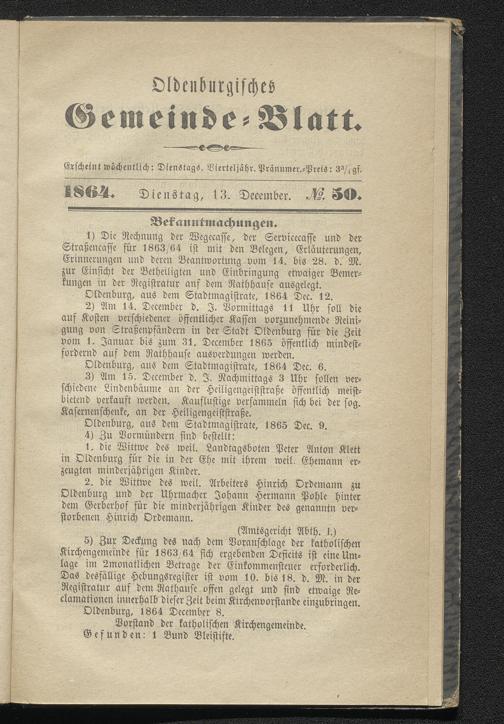 Oldenburgisches
Gemeinde-Blatt.
Erscheint wöchentlich: Dienstags. Vierteljähr. Pränumer.-Preis: 3¾ gf.
1864. Dienstag, 13. December. № 50.
Bekanntmachungen.
1) Die Rechnung der Wegecasse, der Servicecasse und der
Straßencasse für 1863/64 ist mit den Belegen, Erläuterungen,
Erinnerungen und deren Beantwortung vom 14. bis 28. d. M.
zur Einsicht der Betheiligten und Einbringung etwaiger Bemer-
kungen in der Registratur auf dem Rathhause ausgelegt.
Oldenburg, aus dem Stadtmagistrate, 1864 Dec. 12.
2) Am 14. December d. J. Vormittags 11 Uhr soll die
auf Kosten verschiedener öffentlicher Kassen vorzunehmende Reini-
gung von Straßenpfändern in der Stadt Oldenburg für die Zeit
vom 1. Januar bis zum 31. December 1865 öffentlich mindest-
fordernd auf dem Rathhause ausverdungen werden.
Oldenburg, aus dem Stadtmagistrate, 1864 Dec. 6.
3) Am 15. December d. J. Nachmittags 3 Uhr sollen ver-
schiedene Lindenbäume an der Heiligengeiststraße öffentlich meist-
bietend verkauft werden. Kauflustige versammeln sich bei der sog.
Kasernenschenke, an der Heiligengeiststraße.
Oldenburg, aus dem Stadtmagistrate, 1865 Dec. 9.
4) Zu Vormündern sind bestellt:
1. die Wittwe des weil. Landtagsboten Peter Anton Klett
in Oldenburg für die in der Ehe mit ihrem weil. Ehemann er-
zeugten minderjährigen Kinder.
2. die Wittwe des weil. Arbeiters Hinrich Ordemann zu
Oldenburg und der Uhrmacher Johann Hermann Pohle hinter
dem Gerberhof für die minderjährigen Kinder des genannten ver-
storbenen Hinrich Ordemann.
(Amtsgericht Abth. I.)
5) Zur Deckung des nach dem Voranschlage der katholischen
Kirchengemeinde für 1863/64 sich ergebenden Deficits ist eine Um-
lage im 2monatlichen Betrage der Einkommensteuer erforderlich.
Das desfällige Hebungsregister ist vom 10. bis 18. d. M. in der
Registratur auf dem Rathause offen gelegt und sind etwaige Re-
clamationen innerhalb dieser Zeit beim Kirchenvorstande einzubringen.
Oldenburg, 1864 December 8.
Vorstand der katholischen Kirchengemeinde.
Gefunden: 1 Bund Bleistifte.